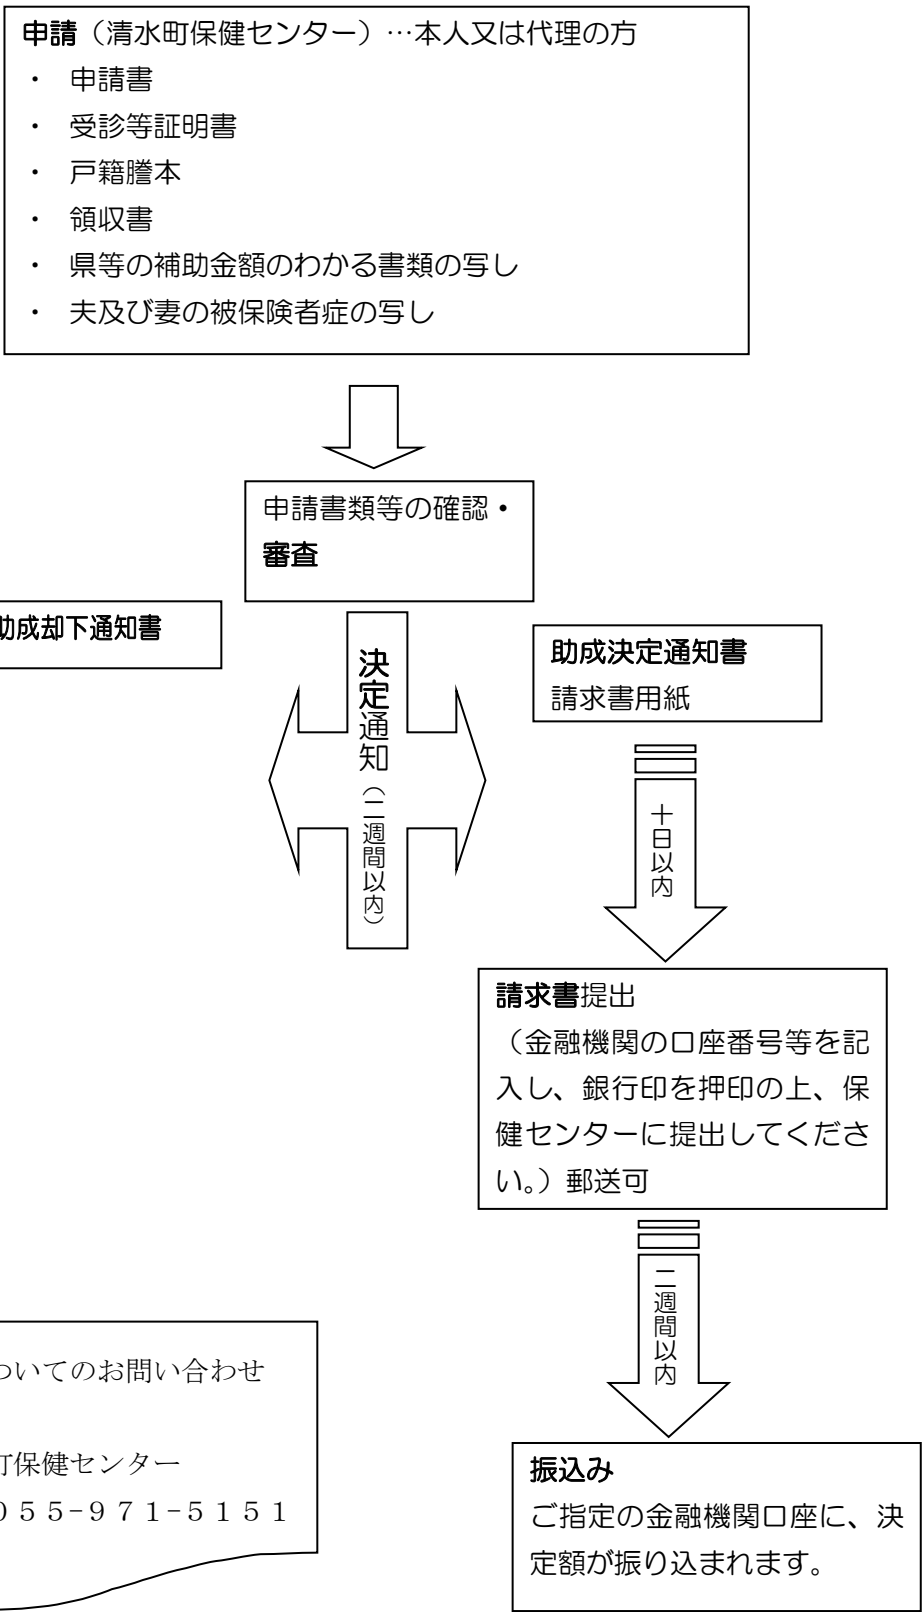 申請（清水町保健センター）…本人又は代理の方
・ 申請書
・ 受診等証明書
・ 戸籍謄本
・ 領収書
・ 県等の補助金額のわかる書類の写し
・ 夫及び妻の被保険者症の写し
申請書類等の確認・
審査
助成却下通知書
決定通知（二週間以内）
助成決定通知書
請求書用紙
十日以内
請求書提出
（金融機関の口座番号等を記
入し、銀行印を押印の上、保
健センターに提出してくださ
い。）郵送可
二週間以内
ついてのお問い合わせ
町保健センター
０５５-９７１-５１５１
振込み
ご指定の金融機関口座に、決
定額が振り込まれます。